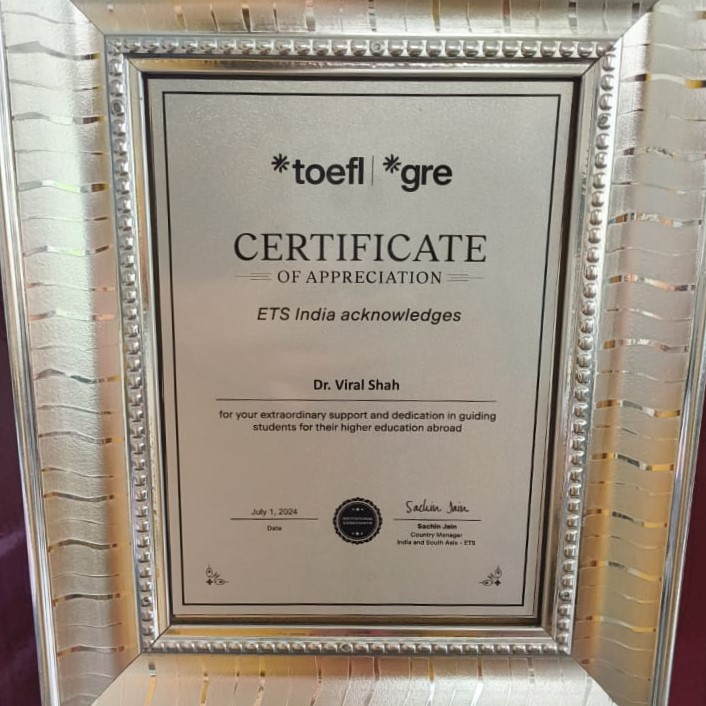 *toefl | *gre
CERTIFICATE
OF APPRECIATION
ETS India acknowledges
Dr. Viral Shah
for your extraordinary support and dedication in guiding
students for their higher education abroad
July 1, 2024
Date
Sachin Jain
Sachin Jain
Country Manager
India and South Asia - ETS